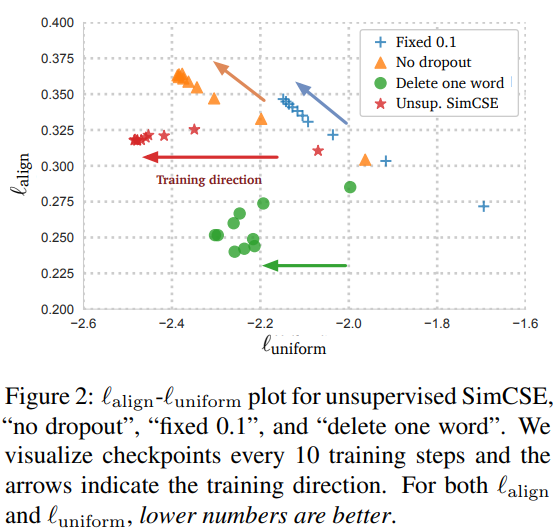 0.400
0.375
0.350
0.325
0.300
0.275
0.250
0.225
0.200
ℓalign
Fixed 0.1
No dropout
Delete one word
Unsup. SimCSE
Training direction
−2.6 −2.4 −2.2 −2.0 −1.8 −1.6
ℓuniform
Figure 2: ℓalign-ℓuniform plot for unsupervised SimCSE,
“no dropout”, “fixed 0.1”, and “delete one word”. We
visualize checkpoints every 10 training steps and the
arrows indicate the training direction. For both ℓalign
and ℓuniform, lower numbers are better.